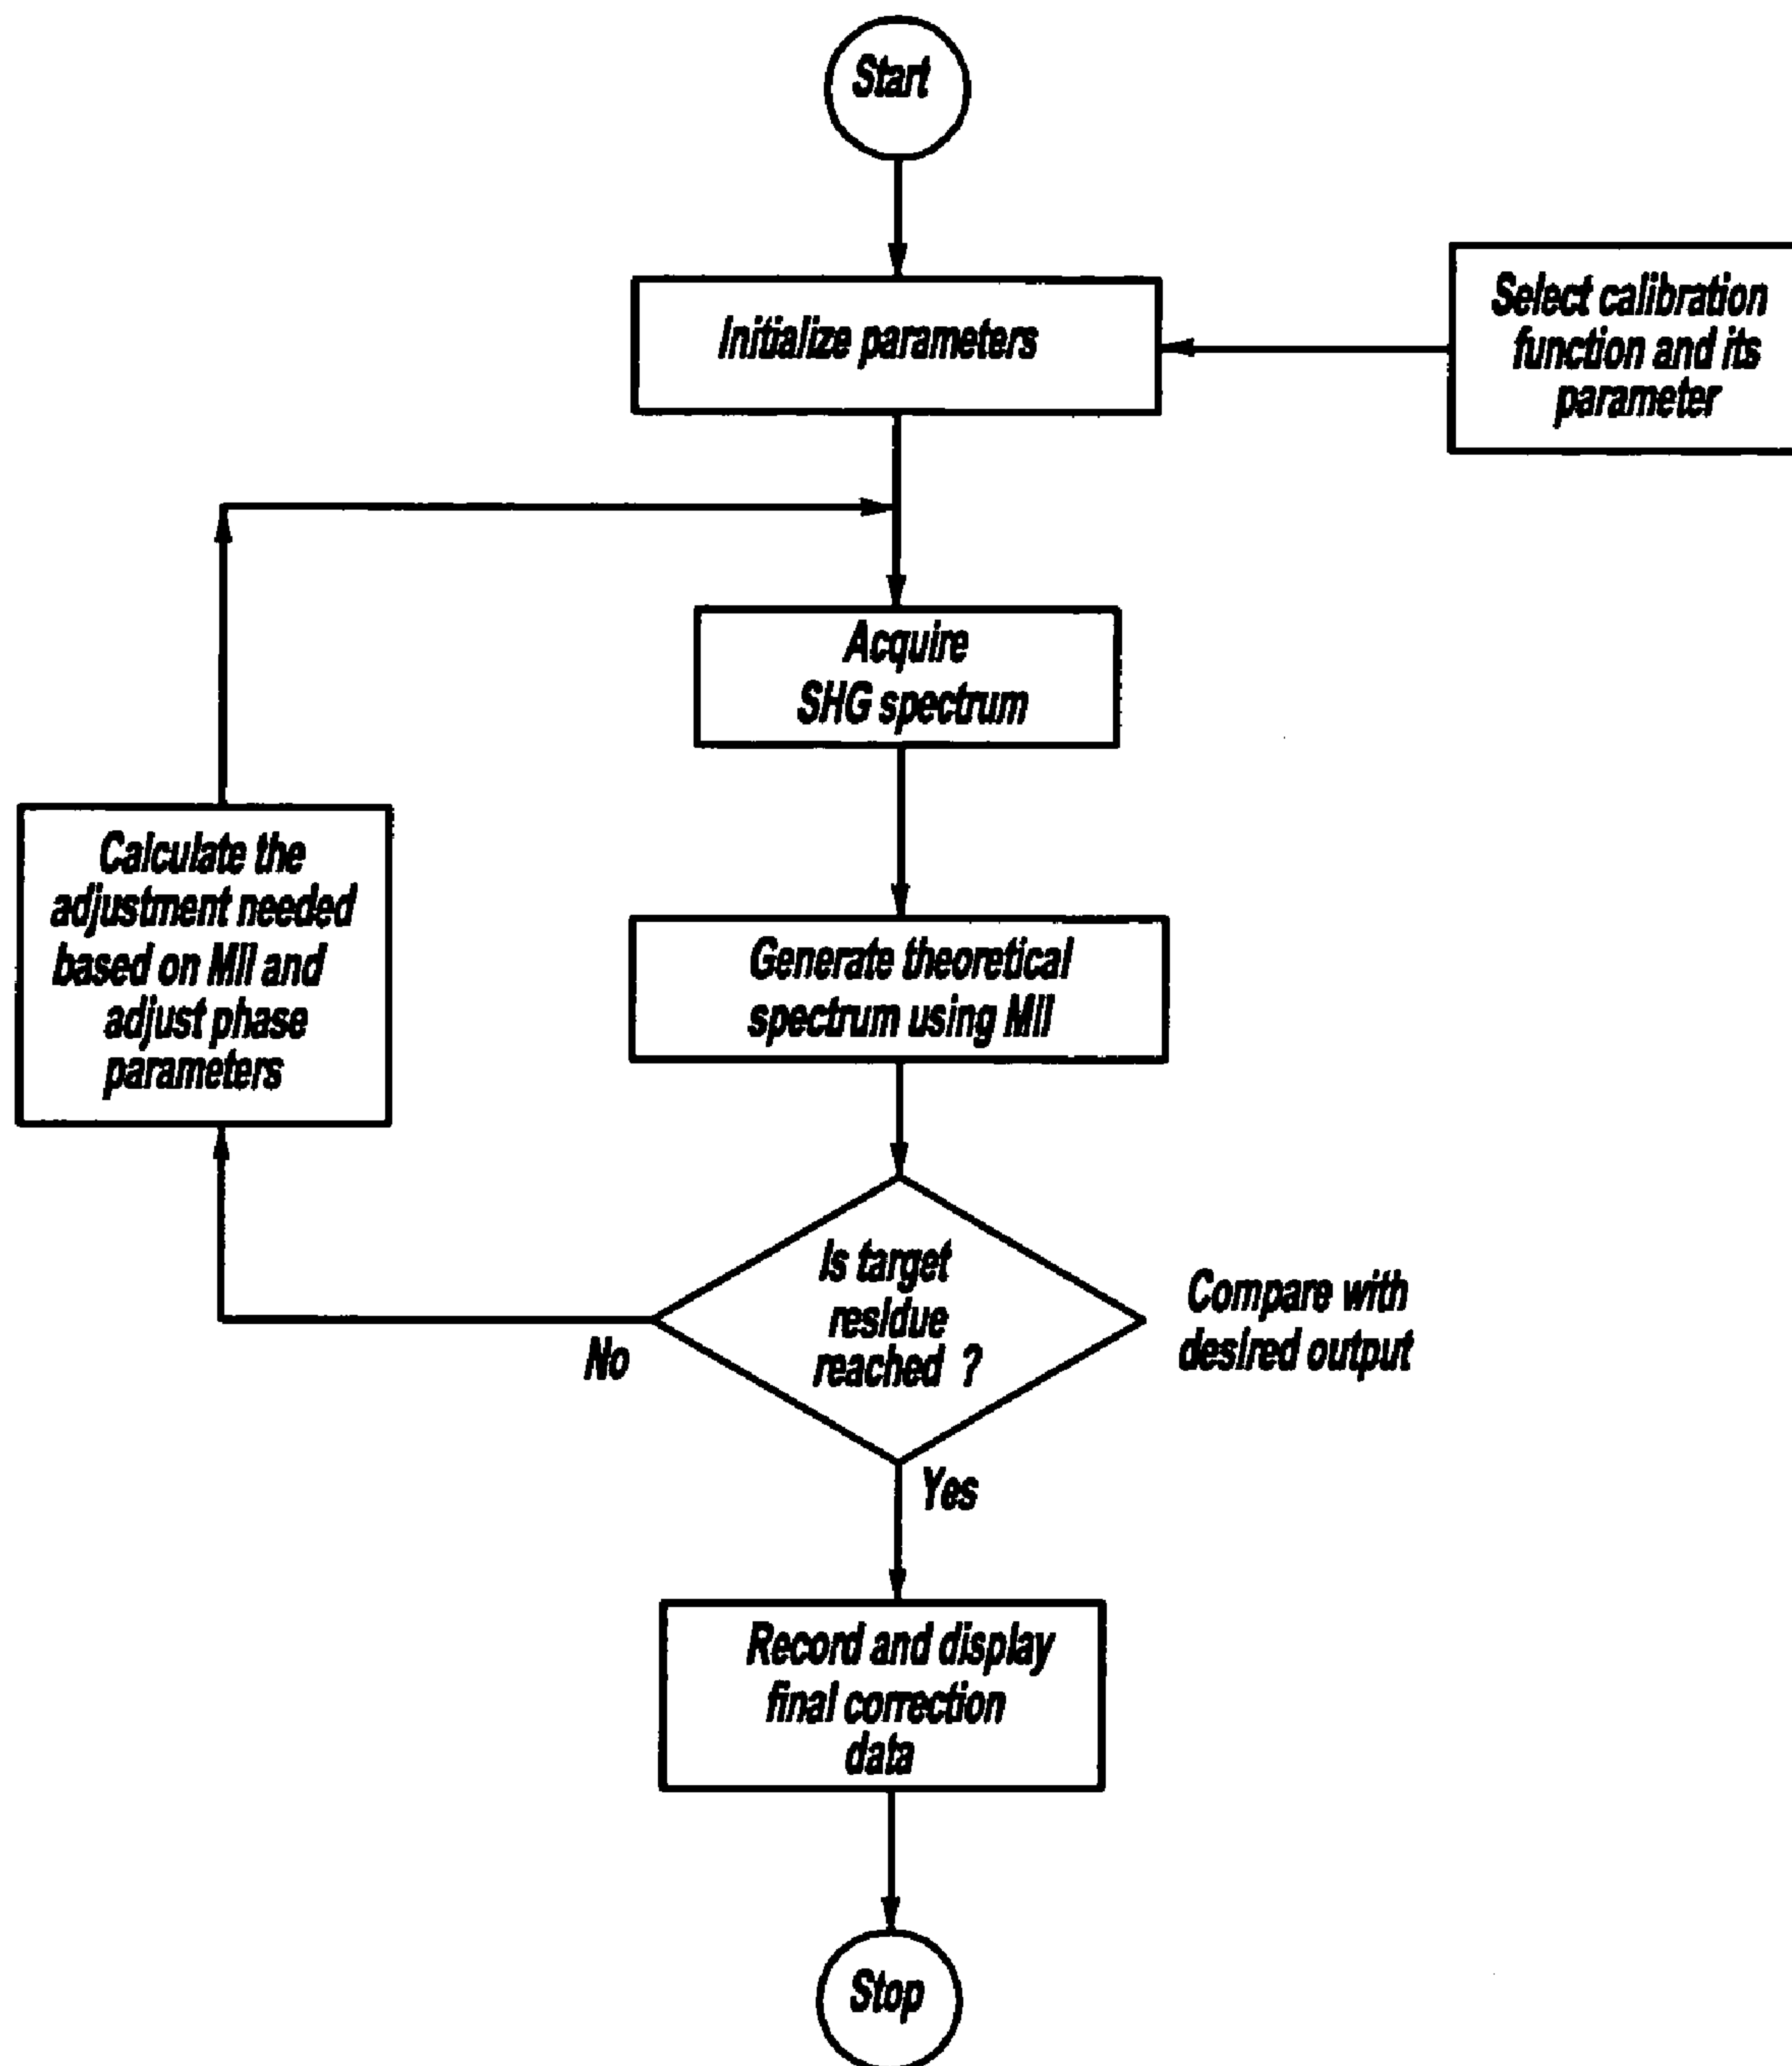 Start
Initialize parameters
Select calibration
function and its
parameter
Acquire
SHG spectrum
Calculate the
adjustment needed
based on MII and
adjust phase
parameters
Generate theoretical
spectrum using MII
Is target
residue
reached ?
Compare with
desired output
No
Yes
Record and display
final correction
data
Stop